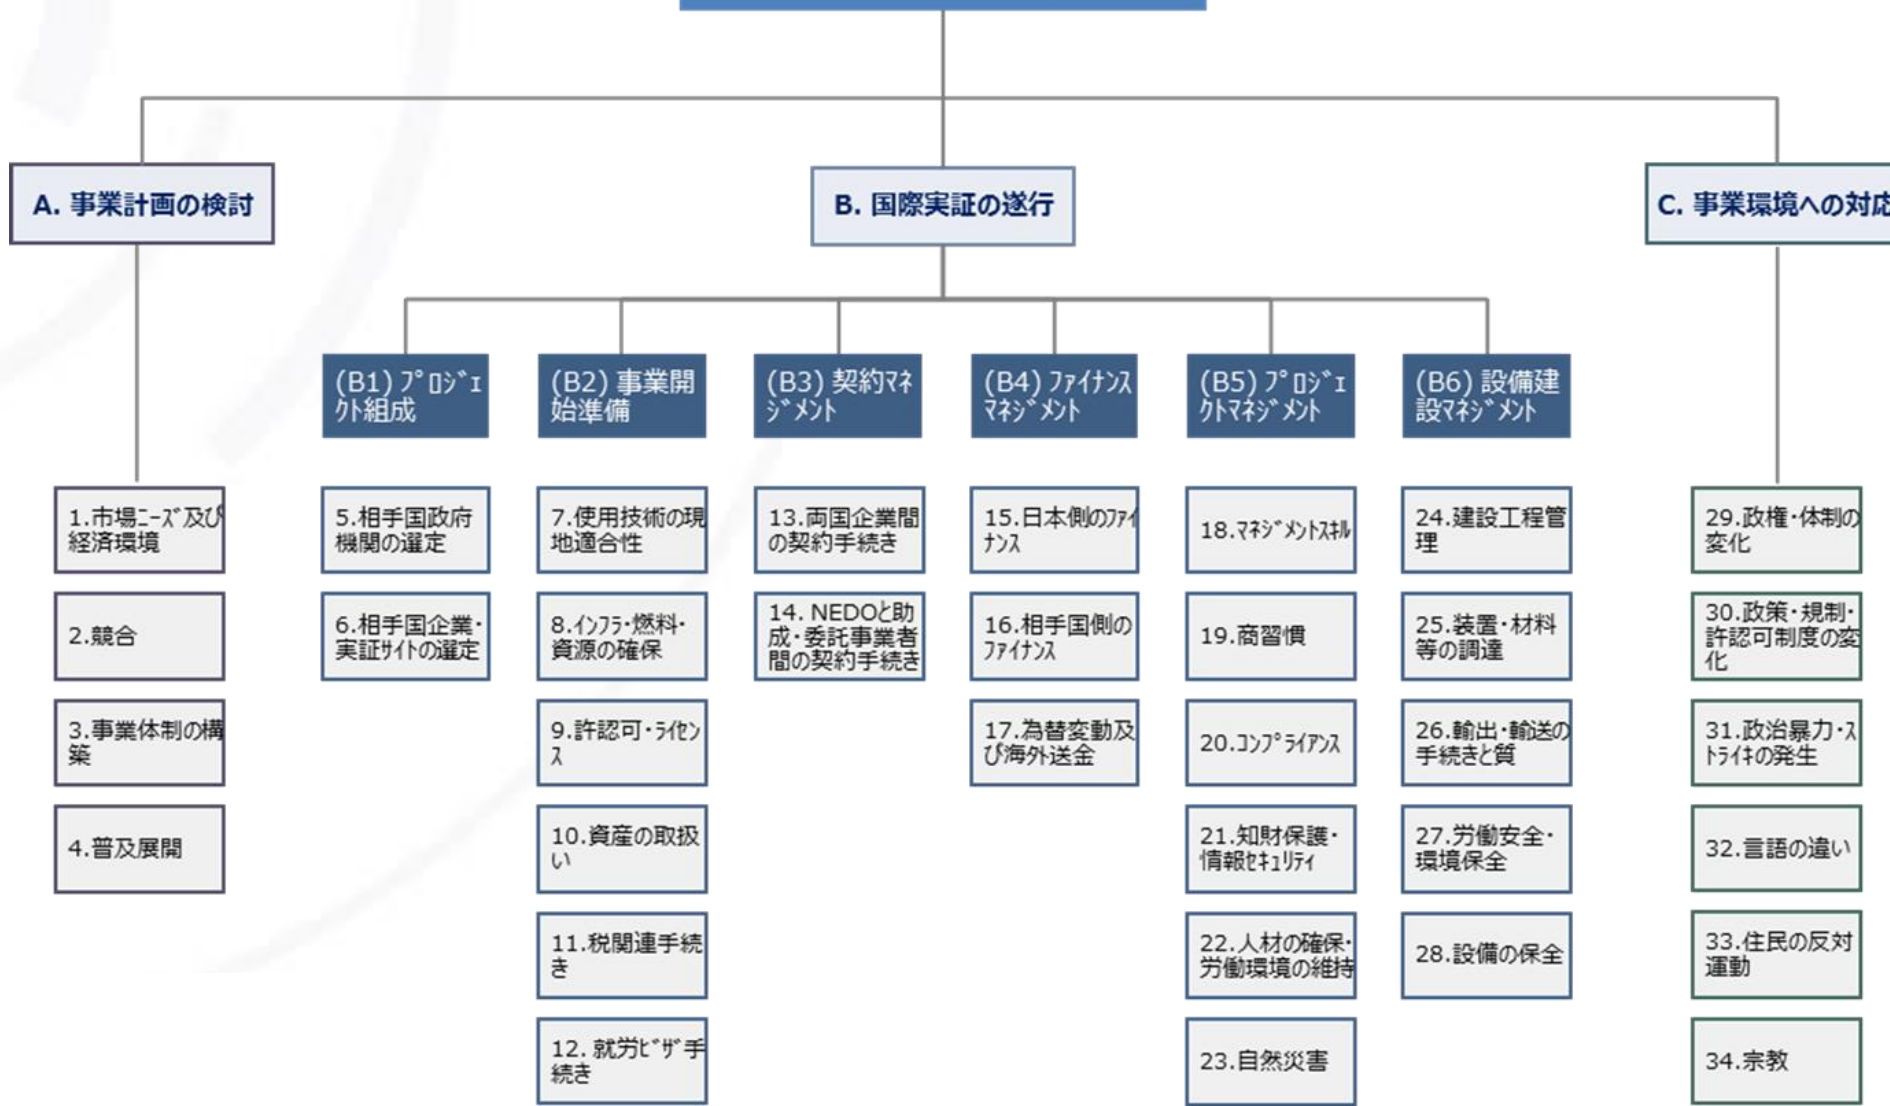 A. 事業計画の検討
B. 国際実証の遂行
C. 事業環境への対応
(B1) ﾌﾟﾛｼﾞｪ
ｸﾄ組成
(B2) 事業開
始準備
(B3) 契約ﾏﾈ
ｼﾞﾒﾝﾄ
(B4) ﾌｧｲﾅﾝｽ
ﾏﾈｼﾞﾒﾝﾄ
(B5) ﾌﾟﾛｼﾞｪ
ｸﾄﾏﾈｼﾞﾒﾝﾄ
(B6) 設備建
設ﾏﾈｼﾞﾒﾝﾄ
1.市場ﾆｰｽﾞ及び
経済環境
2.競合
3.事業体制の構
築
4.普及展開
5.相手国政府
機関の選定
6.相手国企業・
実証ｻｲﾄの選定
7.使用技術の現
地適合性
8.ｲﾝﾌﾗ・燃料・
資源の確保
9.許認可・ﾗｲｾﾝ
ｽ
10.資産の取扱
い
11.税関連手続
き
12. 就労ﾋﾞｻﾞ手
続き
13.両国企業間
の契約手続き
14. NEDOと助
成・委託事業者
間の契約手続き
15.日本側のﾌｧｲ
ﾅﾝｽ
16.相手国側の
ﾌｧｲﾅﾝｽ
17.為替変動及
び海外送金
18.ﾏﾈｼﾞﾒﾝﾄｽｷﾙ
19.商習慣
20.ｺﾝﾌﾟﾗｲｱﾝｽ
21.知財保護・
情報ｾｷｭﾘﾃｨ
22.人材の確保・
労働環境の維持
23.自然災害
24.建設工程管
理
25.装置・材料
等の調達
26.輸出・輸送の
手続きと質
27.労働安全・
環境保全
28.設備の保全
29.政権・体制の
変化
30.政策・規制・
許認可制度の変
化
31.政治暴力・ｽ
ﾄﾗｲｷの発生
32.言語の違い
33.住民の反対
運動
34.宗教